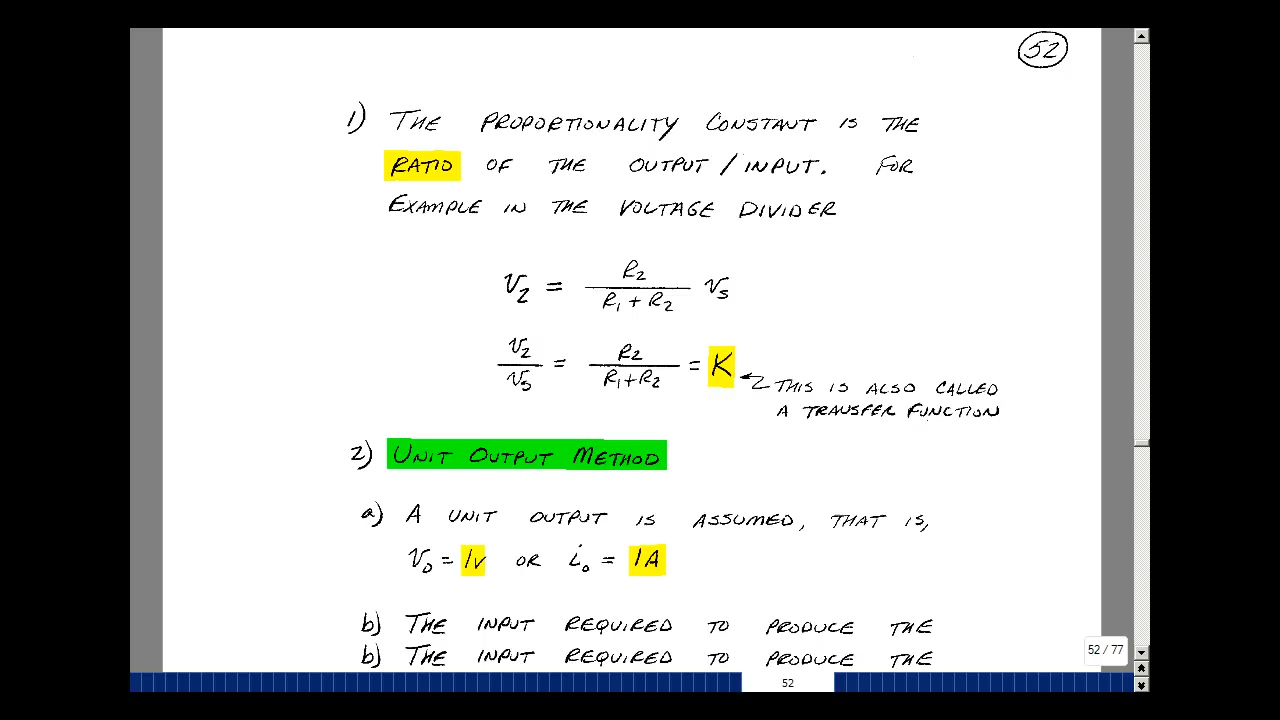 52
1) THE PROPORTIONALITY CONSTANT IS THE
RATIO OF THE OUTPUT / INPUT. FOR
EXAMPLE IN THE VOLTAGE DIVIDER
V2 = R2 / (R1 + R2) Vs
V2 / Vs = R2 / (R1 + R2) = K
THIS IS ALSO CALLED
A TRANSFER FUNCTION
2) UNIT OUTPUT METHOD
a) A UNIT OUTPUT IS ASSUMED, THAT IS,
Vo = 1V OR io = 1A
b) THE INPUT REQUIRED TO PRODUCE THE
b) THE INPUT REQUIRED TO PRODUCE THE
52 / 77
52